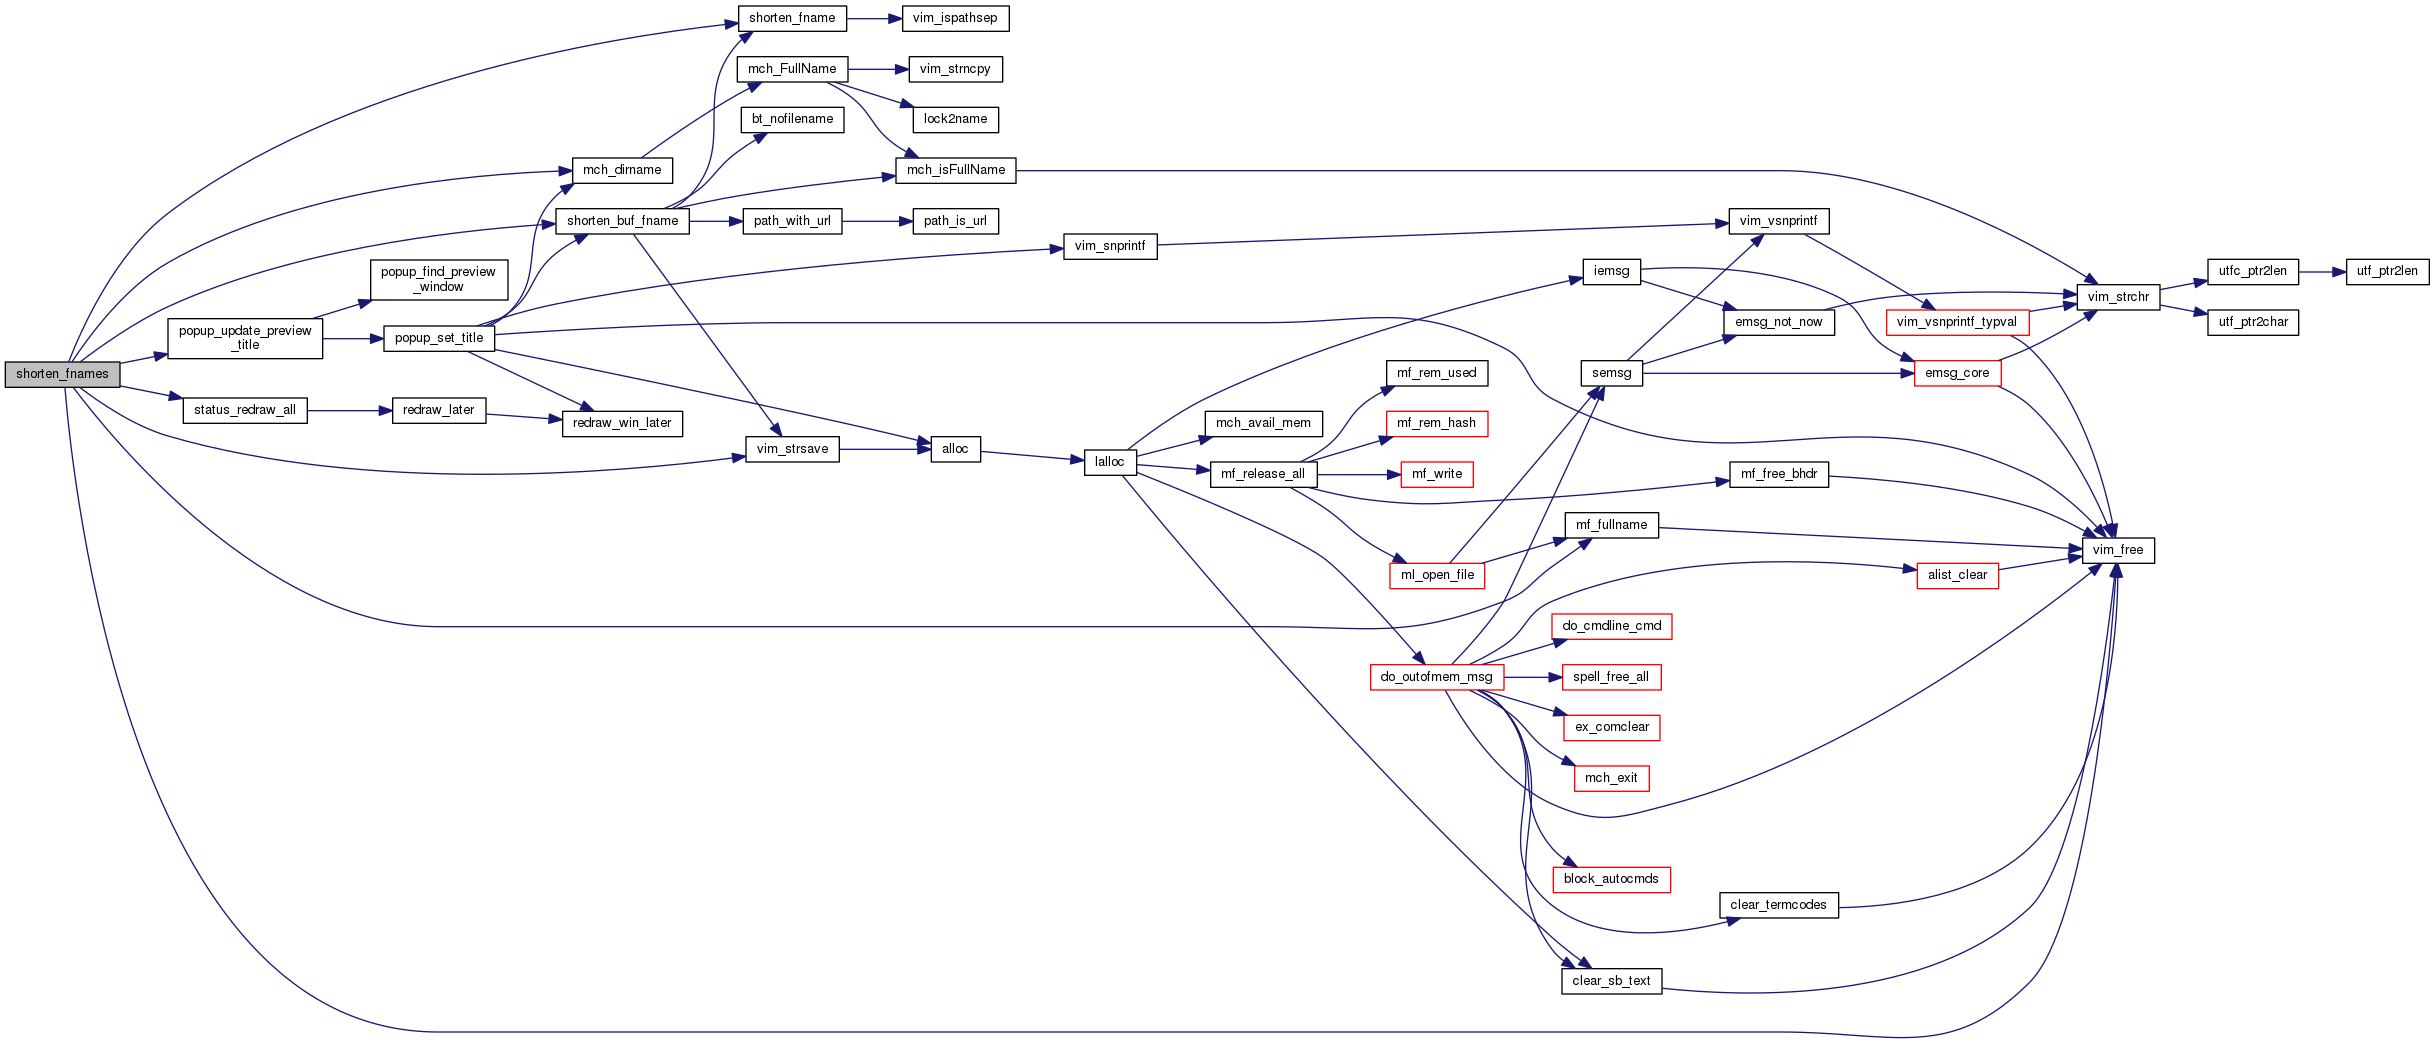 shorten_fnames
shorten_fname
vim_ispathsep
mch_FullName
vim_strncpy
bt_nofilename
lock2name
mch_dirname
mch_isFullName
shorten_buf_fname
path_with_url
path_is_url
vim_snprintf
vim_vsnprintf
popup_find_preview
_window
iemsg
utfc_ptr2len
utf_ptr2len
vim_strchr
popup_update_preview
_title
popup_set_title
emsg_not_now
vim_vsnprintf_typval
utf_ptr2char
mf_rem_used
semsg
emsg_core
status_redraw_all
redraw_later
redraw_win_later
mch_avail_mem
mf_rem_hash
vim_strsave
alloc
lalloc
mf_release_all
mf_write
mf_free_bhdr
mf_fullname
vim_free
ml_open_file
alist_clear
do_cmdline_cmd
do_outofmem_msg
spell_free_all
ex_comclear
mch_exit
block_autocmds
clear_termcodes
clear_sb_text